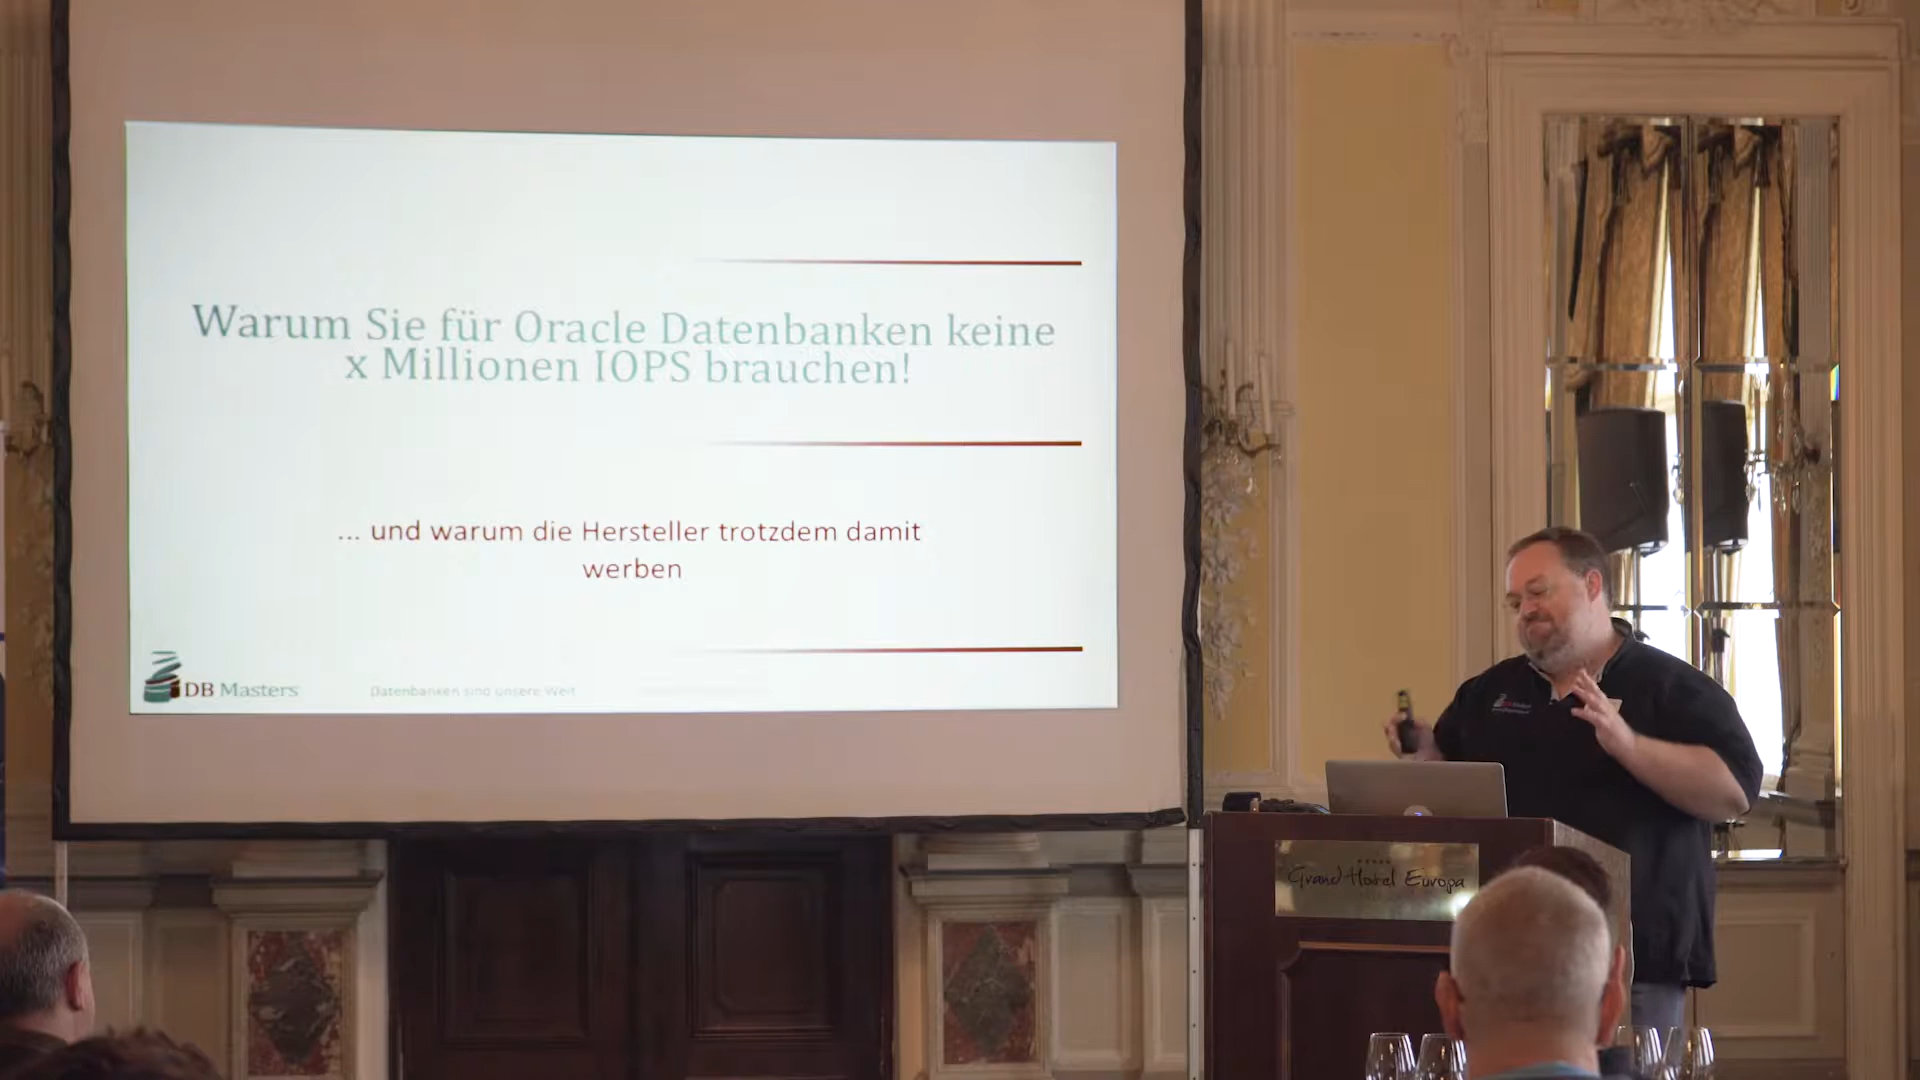 Warum Sie für Oracle Datenbanken keine
x Millionen IOPS brauchen!
... und warum die Hersteller trotzdem damit
werben
DB Masters
Datenbanken sind unsere Welt
Grand Hotel Europa